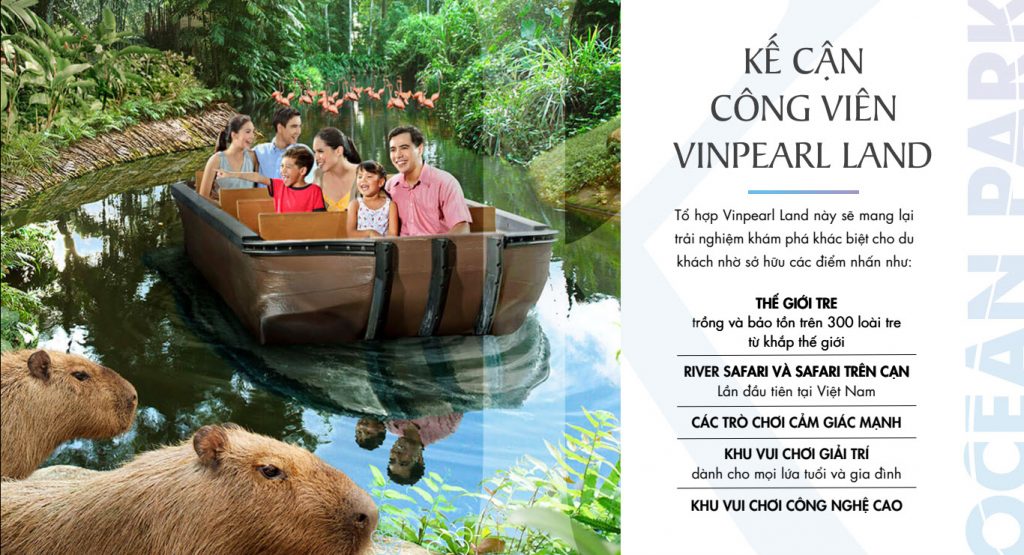 KẾ CẬN
CÔNG VIÊN
VINPEARL LAND
Tổ hợp Vinpearl Land này sẽ mang lại
trải nghiệm khám phá khác biệt cho du
khách nhờ sở hữu các điểm nhấn như:
THẾ GIỚI TRE
trồng và bảo tồn trên 300 loài tre
từ khắp thế giới
RIVER SAFARI VÀ SAFARI TRÊN CẠN
Lần đầu tiên tại Việt Nam
CÁC TRÒ CHƠI CẢM GIÁC MẠNH
KHU VUI CHƠI GIẢI TRÍ
dành cho mọi lứa tuổi và gia đình
KHU VUI CHƠI CÔNG NGHỆ CAO
OCEAN PARK